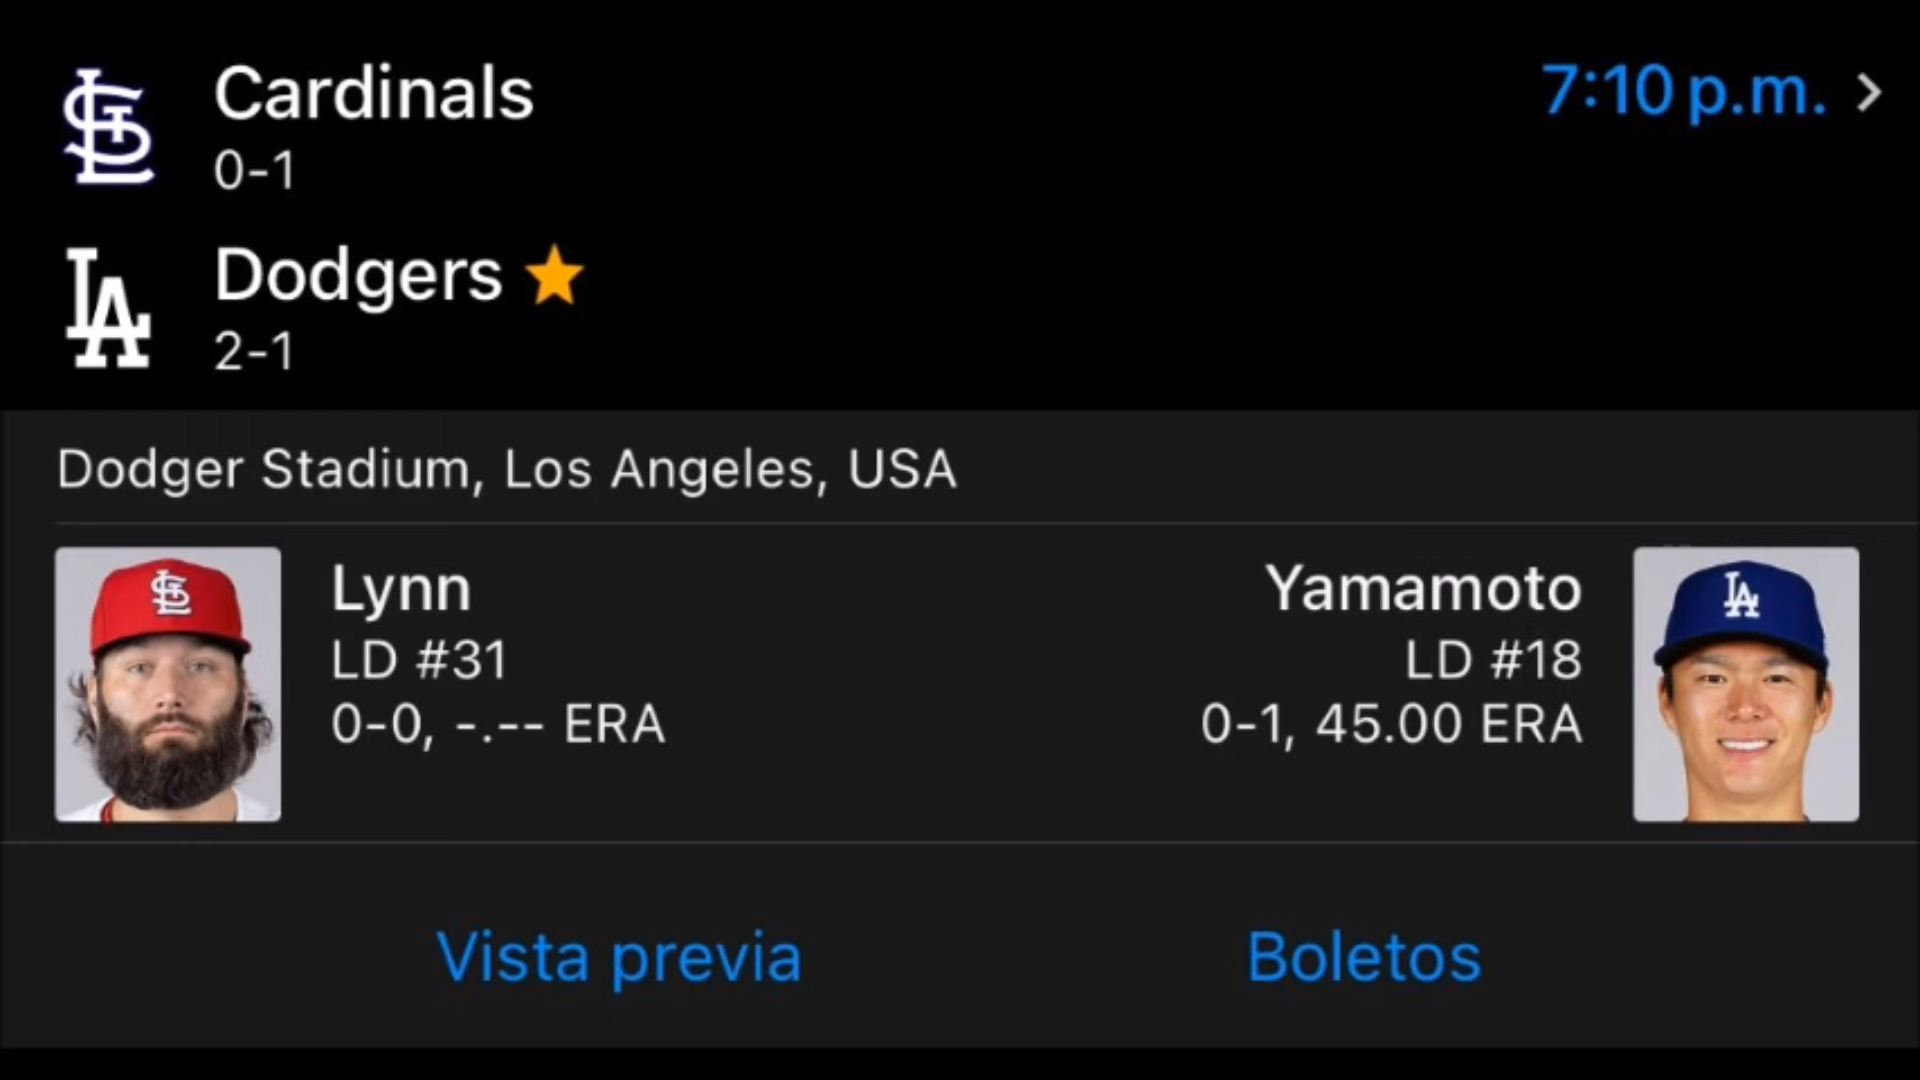 Cardinals
7:10 p.m.
0-1
Dodgers
2-1
Dodger Stadium, Los Angeles, USA
Lynn
LD #31
0-0, -.-- ERA
Yamamoto
LD #18
0-1, 45.00 ERA
Vista previa
Boletos